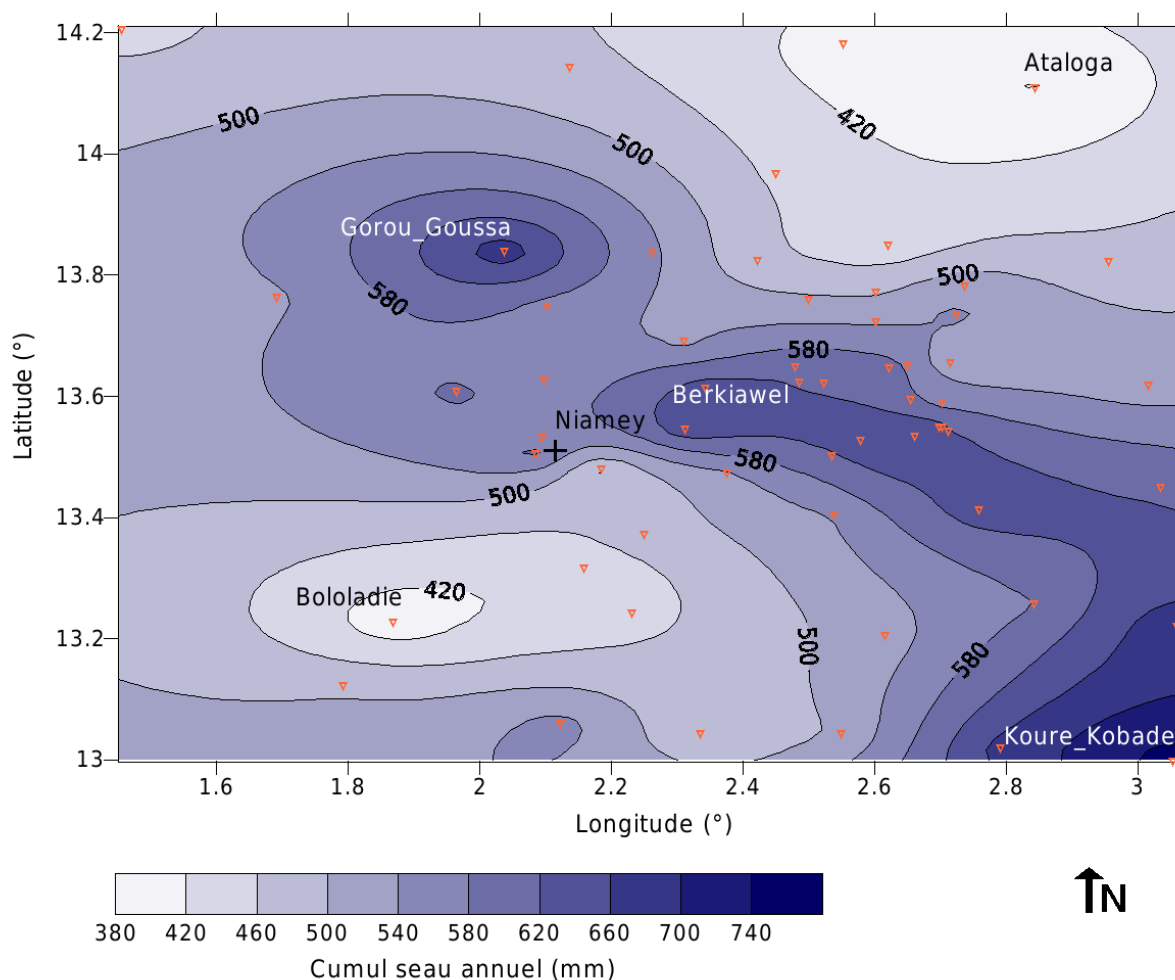 14.2
Ataloga
500
420
500
14
Gorou_Goussa
13.8
500
580
580
13.6
Berkiawel
Niamey
580
500
13.4
Bololadie
420
13.2
500
580
Koure_Kobade
13
1.6 1.8 2 2.2 2.4 2.6 2.8 3
Latitude (°)
Longitude (°)
380 420 460 500 540 580 620 660 700 740
Cumul seau annuel (mm)
N